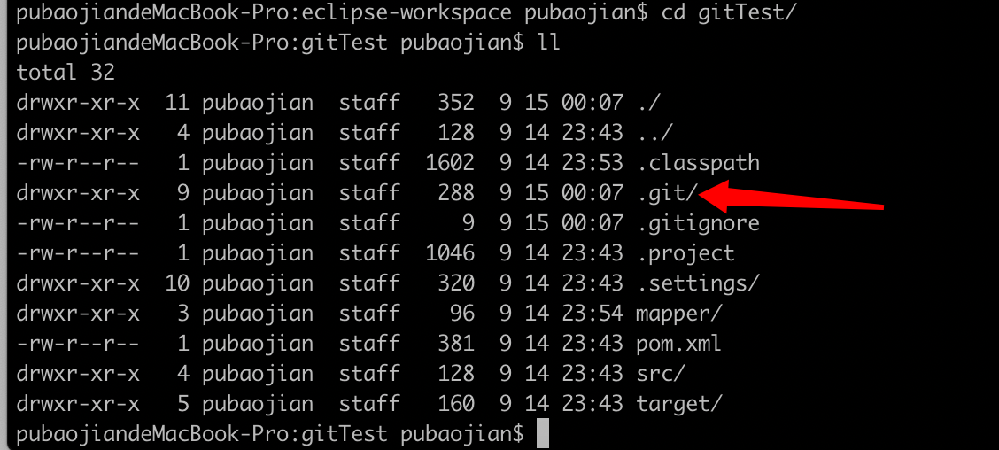 pubaojiandeMacBook-Pro:eclipse-workspace pubaojian$ cd gitTest/
pubaojiandeMacBook-Pro:gitTest pubaojian$ ll
total 32
drwxr-xr-x  11 pubaojian  staff   352  9 15 00:07 ./
drwxr-xr-x   4 pubaojian  staff   128  9 14 23:43 ../
-rw-r--r--   1 pubaojian  staff  1602  9 14 23:53 .classpath
drwxr-xr-x   9 pubaojian  staff   288  9 15 00:07 .git/
-rw-r--r--   1 pubaojian  staff     9  9 15 00:07 .gitignore
-rw-r--r--   1 pubaojian  staff  1046  9 14 23:43 .project
drwxr-xr-x  10 pubaojian  staff   320  9 14 23:43 .settings/
drwxr-xr-x   3 pubaojian  staff    96  9 14 23:54 mapper/
-rw-r--r--   1 pubaojian  staff   381  9 14 23:43 pom.xml
drwxr-xr-x   4 pubaojian  staff   128  9 14 23:43 src/
drwxr-xr-x   5 pubaojian  staff   160  9 14 23:43 target/
pubaojiandeMacBook-Pro:gitTest pubaojian$